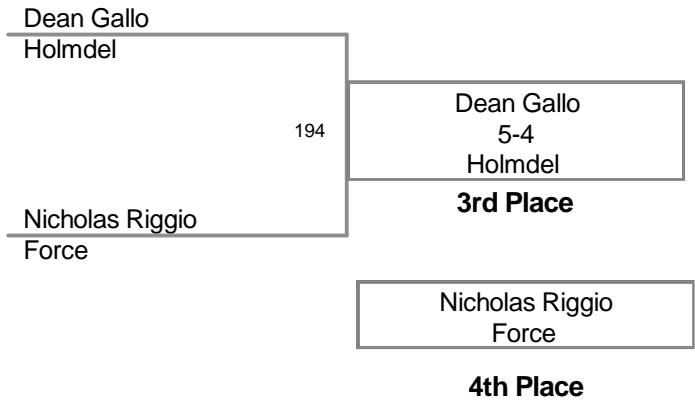 Dean Gallo
Holmdel
194
Dean Gallo
5-4
Holmdel
3rd Place
Nicholas Riggio
Force
Nicholas Riggio
Force
4th Place